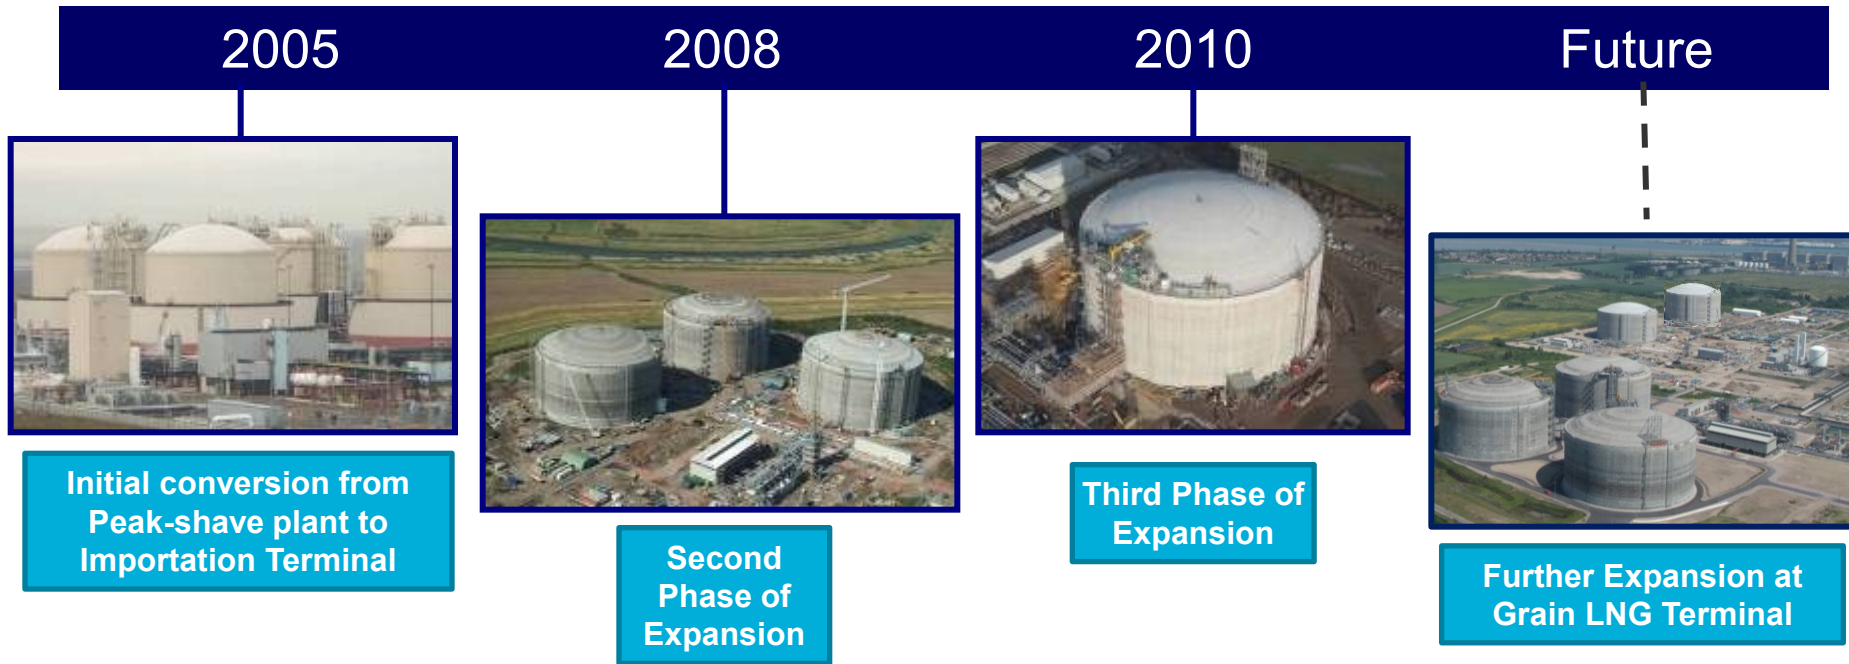 2005
2008
2010
Future
Initial conversion from
Peak-shave plant to
Importation Terminal
Second
Phase of
Expansion
Third Phase of
Expansion
Further Expansion at
Grain LNG Terminal